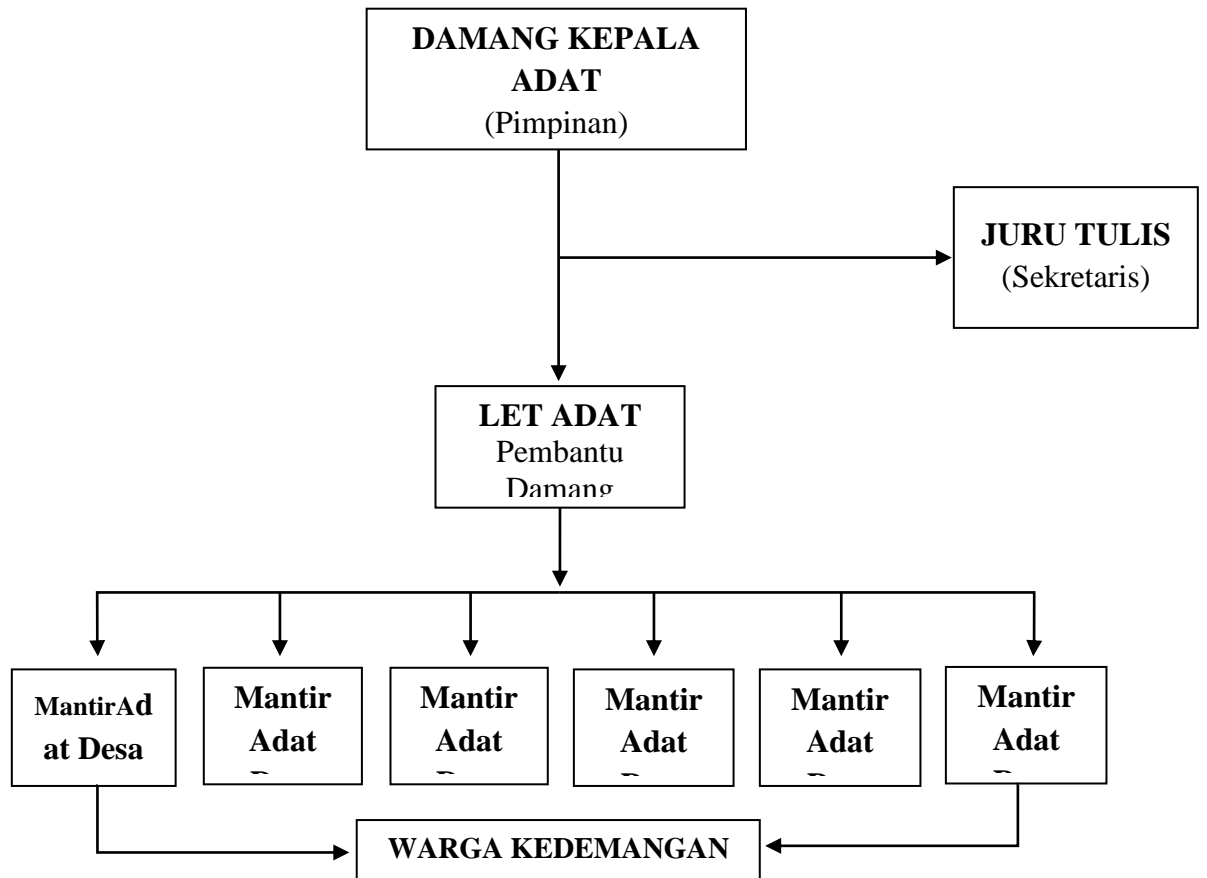 DAMANG KEPALA
ADAT
(Pimpinan)
JURU TULIS
(Sekretaris)
LET ADAT
Pembantu
Damang
MantirAd
at Desa
Mantir
Adat
Mantir
Adat
Mantir
Adat
Mantir
Adat
Mantir
Adat
WARGA KEDEMANGAN